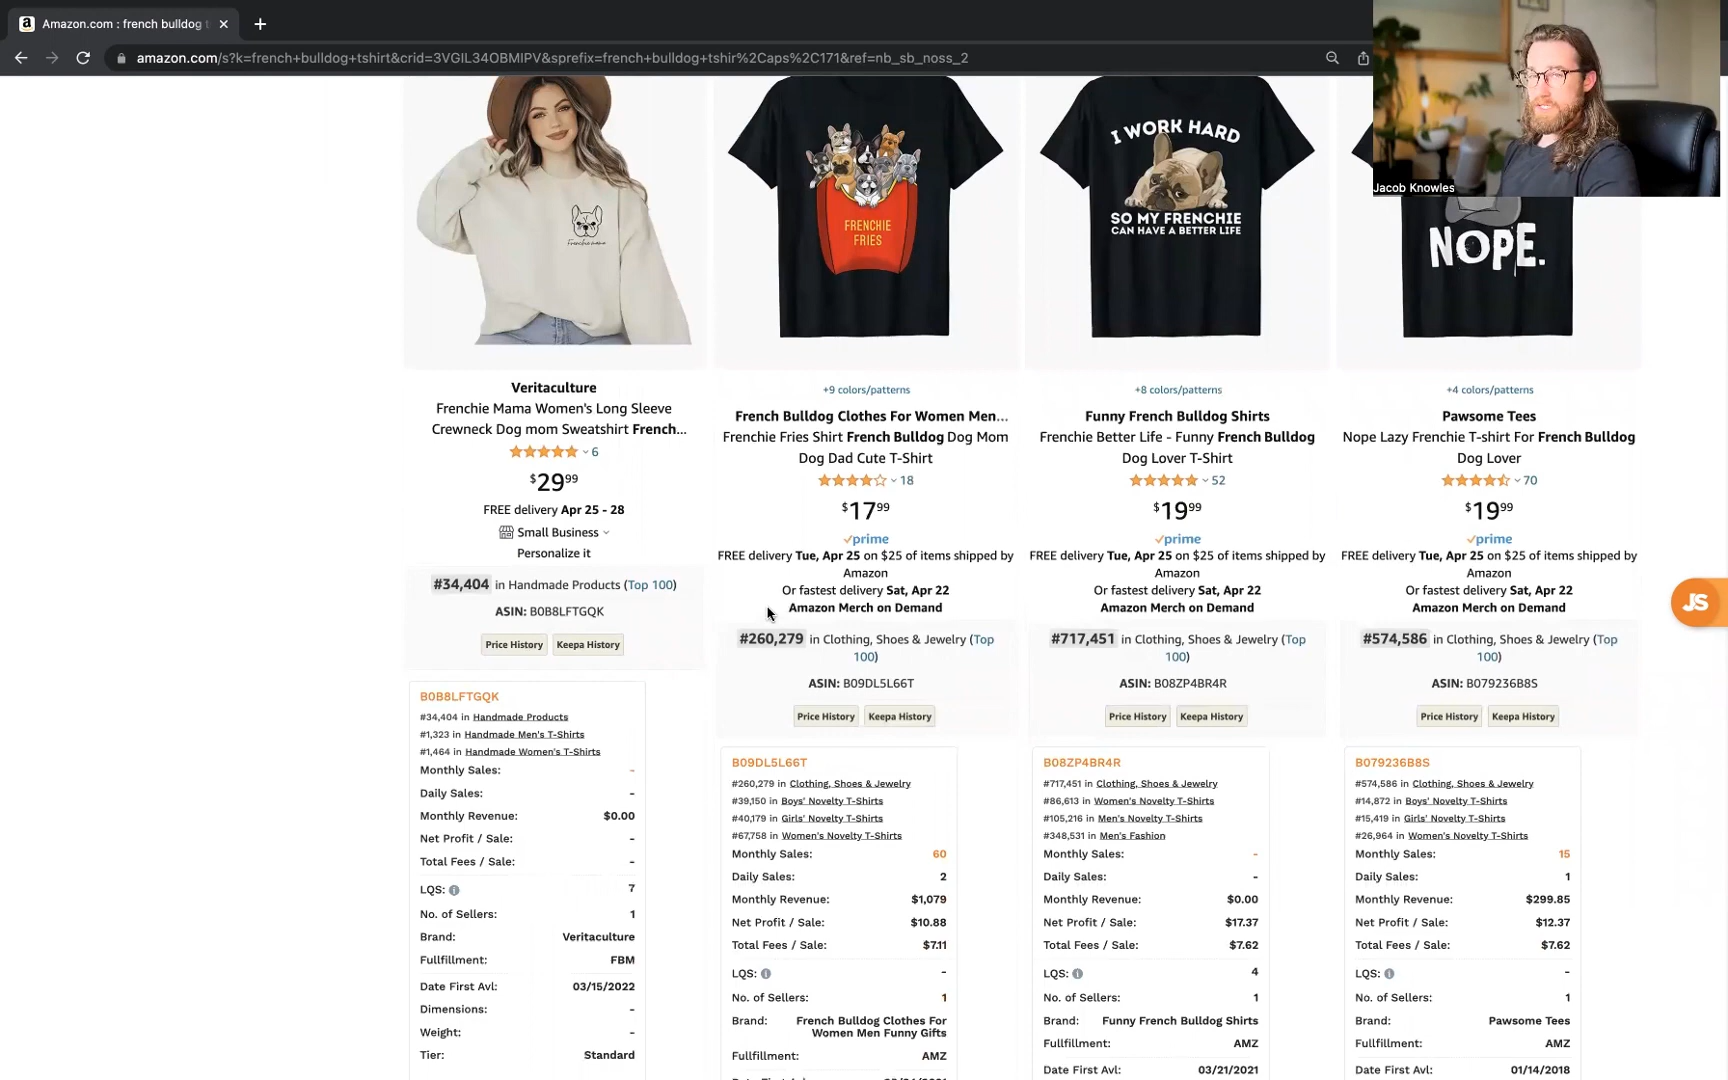 Amazon.com : french bulldog
amazon.com/s?k=french+bulldog+tshirt&crid=3VGIL34OBMIPV&sprefix=french+bulldog+tshir%2Caps%2C171&ref=nb_sb_noss_2
Jacob Knowles
Frenchie mama
FRENCHIE
FRIES
I WORK HARD
SO MY FRENCHIE
CAN HAVE A BETTER LIFE
NOPE.
Veritaculture
Frenchie Mama Women's Long Sleeve
Crewneck Dog mom Sweatshirt French...
6
$29.99
FREE delivery Apr 25 - 28
Small Business
Personalize it
#34,404 in Handmade Products (Top 100)
ASIN: B0B8LFTGQK
Price History Keepa History
B0B8LFTGQK
#34,404 in Handmade Products
#1,323 in Handmade Men's T-Shirts
#1,464 in Handmade Women's T-Shirts
Monthly Sales: -
Daily Sales: -
Monthly Revenue: $0.00
Net Profit / Sale: -
Total Fees / Sale: -
LQS: 7
No. of Sellers: 1
Brand: Veritaculture
Fullfillment: FBM
Date First Avl: 03/15/2022
Dimensions: -
Weight: -
Tier: Standard
+9 colors/patterns
French Bulldog Clothes For Women Men...
Frenchie Fries Shirt French Bulldog Dog Mom
Dog Dad Cute T-Shirt
18
$17.99
prime
FREE delivery Tue, Apr 25 on $25 of items shipped by
Amazon
Or fastest delivery Sat, Apr 22
Amazon Merch on Demand
#260,279 in Clothing, Shoes & Jewelry (Top
100)
ASIN: B09DL5L66T
Price History Keepa History
B09DL5L66T
#260,279 in Clothing, Shoes & Jewelry
#39,150 in Boys' Novelty T-Shirts
#40,179 in Girls' Novelty T-Shirts
#67,758 in Women's Novelty T-Shirts
Monthly Sales: 60
Daily Sales: 2
Monthly Revenue: $1,079
Net Profit / Sale: $10.88
Total Fees / Sale: $7.11
LQS: -
No. of Sellers: 1
Brand: French Bulldog Clothes For
Women Men Funny Gifts
Fullfillment: AMZ
+8 colors/patterns
Funny French Bulldog Shirts
Frenchie Better Life - Funny French Bulldog
Dog Lover T-Shirt
52
$19.99
prime
FREE delivery Tue, Apr 25 on $25 of items shipped by
Amazon
Or fastest delivery Sat, Apr 22
Amazon Merch on Demand
#717,451 in Clothing, Shoes & Jewelry (Top
100)
ASIN: B08ZP4BR4R
Price History Keepa History
B08ZP4BR4R
#717,451 in Clothing, Shoes & Jewelry
#86,613 in Women's Novelty T-Shirts
#105,216 in Men's Novelty T-Shirts
#348,531 in Men's Fashion
Monthly Sales: -
Daily Sales: -
Monthly Revenue: $0.00
Net Profit / Sale: $17.37
Total Fees / Sale: $7.62
LQS: 4
No. of Sellers: 1
Brand: Funny French Bulldog Shirts
Fullfillment: AMZ
Date First Avl: 03/21/2021
+4 colors/patterns
Pawsome Tees
Nope Lazy Frenchie T-shirt For French Bulldog
Dog Lover
70
$19.99
prime
FREE delivery Tue, Apr 25 on $25 of items shipped by
Amazon
Or fastest delivery Sat, Apr 22
Amazon Merch on Demand
#574,586 in Clothing, Shoes & Jewelry (Top
100)
ASIN: B079236B8S
Price History Keepa History
B079236B8S
#574,586 in Clothing, Shoes & Jewelry
#14,872 in Boys' Novelty T-Shirts
#15,419 in Girls' Novelty T-Shirts
#26,964 in Women's Novelty T-Shirts
Monthly Sales: 15
Daily Sales: 1
Monthly Revenue: $299.85
Net Profit / Sale: $12.37
Total Fees / Sale: $7.62
LQS: -
No. of Sellers: 1
Brand: Pawsome Tees
Fullfillment: AMZ
Date First Avl: 01/14/2018
JS